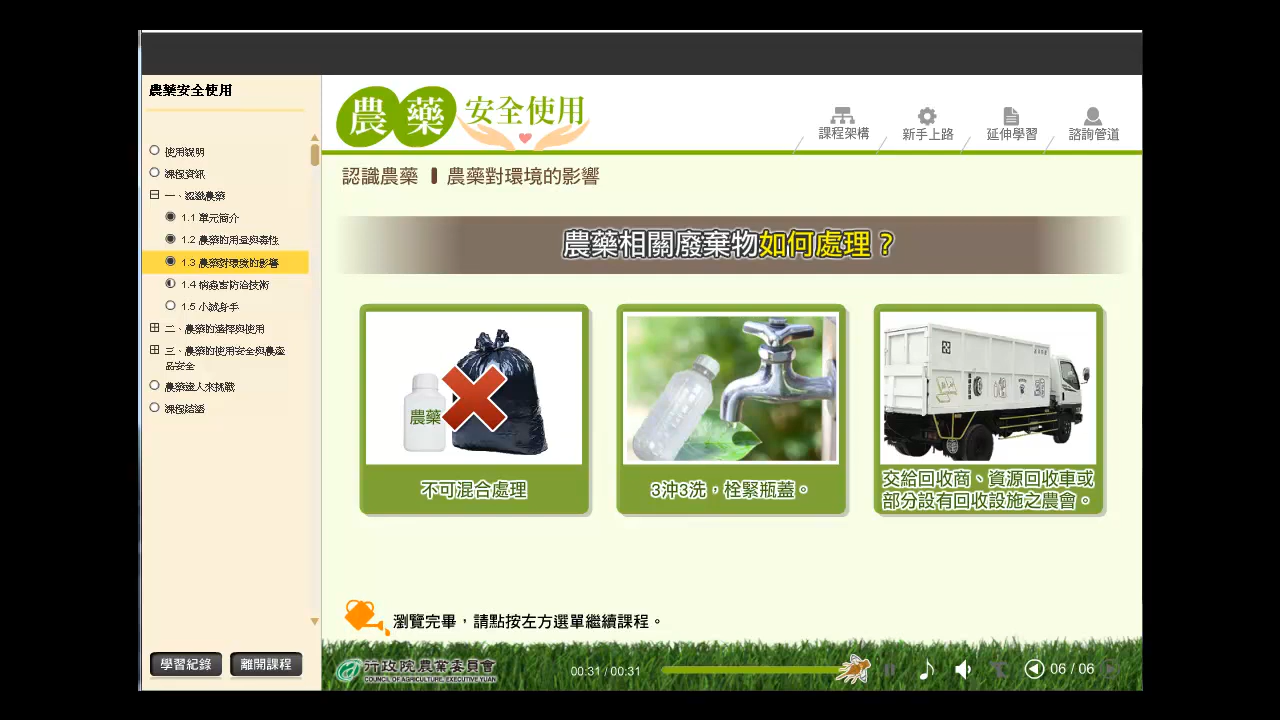 農藥安全使用
使用說明
課程資訊
一、認識農藥
1.1 單元簡介
1.2 農藥的用量與毒性
1.3 農藥對環境的影響
1.4 病蟲害防治技術
1.5 小試身手
二、農藥的選擇與使用
三、農藥的使用安全與農產
品安全
農藥達人來挑戰
課程結語
學習紀錄
離開課程
農藥安全使用
課程架構
新手上路
延伸學習
諮詢管道
認識農藥 農藥對環境的影響
農藥相關廢棄物如何處理?
農藥
不可混合處理
3沖3洗,栓緊瓶蓋。
交給回收商、資源回收車或
部分設有回收設施之農會。
瀏覽完畢,請點按左方選單繼續課程。
行政院農業委員會
COUNCIL OF AGRICULTURE, EXECUTIVE YUAN
00:31 / 00:31
06 / 06